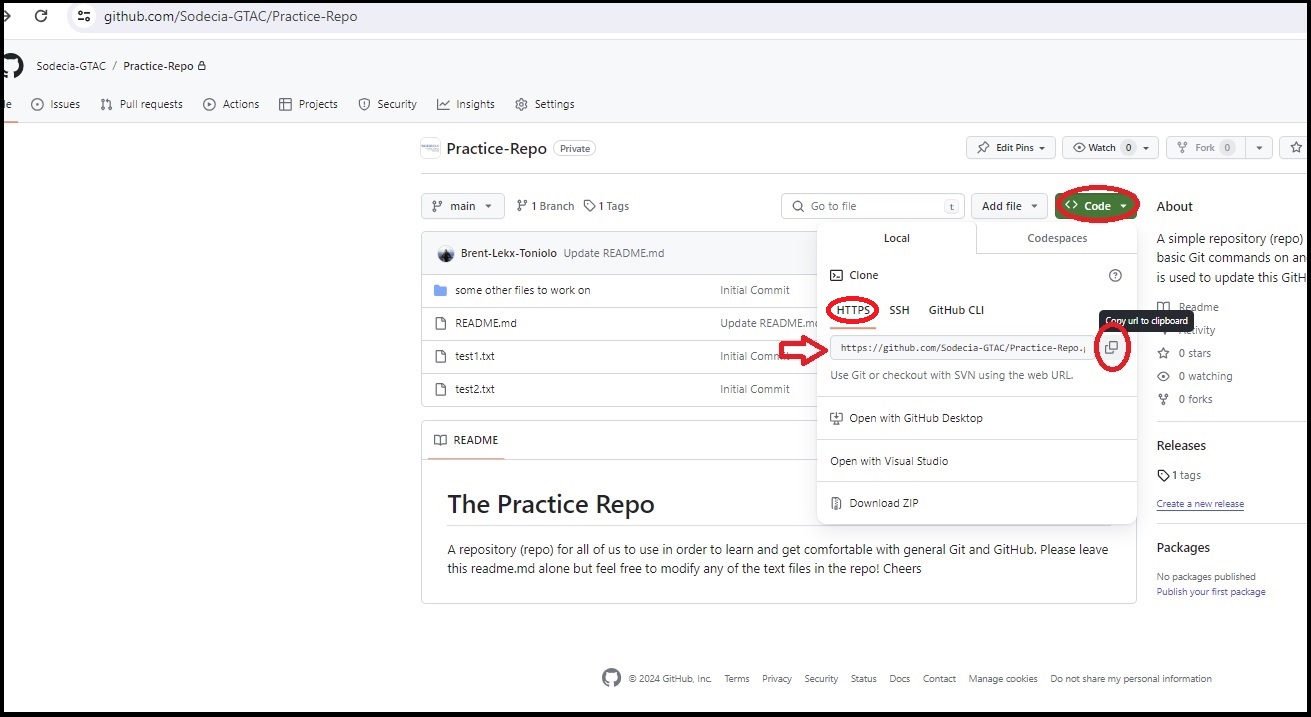 github.com/Sodecia-GTAC/Practice-Repo
Sodecia-GTAC / Practice-Repo
Issues Pull requests Actions Projects Security Insights Settings
Practice-Repo Private
Edit Pins Watch 0 Fork 0
main 1 Branch 1 Tags Go to file t Add file <> Code
About
A simple repository (repo)
basic Git commands on an
is used to update this GitH
Readme
Activity
0 stars
0 watching
0 forks
Releases
1 tags
Create a new release
Packages
No packages published
Publish your first package
Local Codespaces
Clone
HTTPS SSH GitHub CLI
Copy url to clipboard
https://github.com/Sodecia-GTAC/Practice-Repo.
Use Git or checkout with SVN using the web URL.
Open with GitHub Desktop
Open with Visual Studio
Download ZIP
Brent-Lekx-Toniolo Update README.md
some other files to work on Initial Commit
README.md Update README.m
test1.txt Initial Commi
test2.txt Initial Commit
README
The Practice Repo
A repository (repo) for all of us to use in order to learn and get comfortable with general Git and GitHub. Please leave
this readme.md alone but feel free to modify any of the text files in the repo! Cheers
© 2024 GitHub, Inc. Terms Privacy Security Status Docs Contact Manage cookies Do not share my personal information